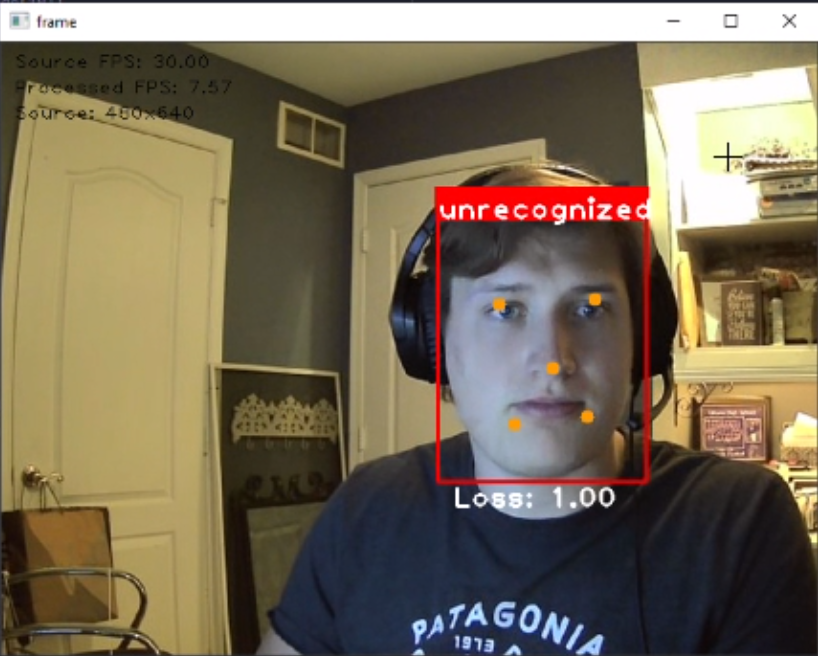 frame
Source FPS: 30.00
Processed FPS: 7.57
Source: 480x640
unrecognized
Loss: 1.00
PATAGONIA
1973